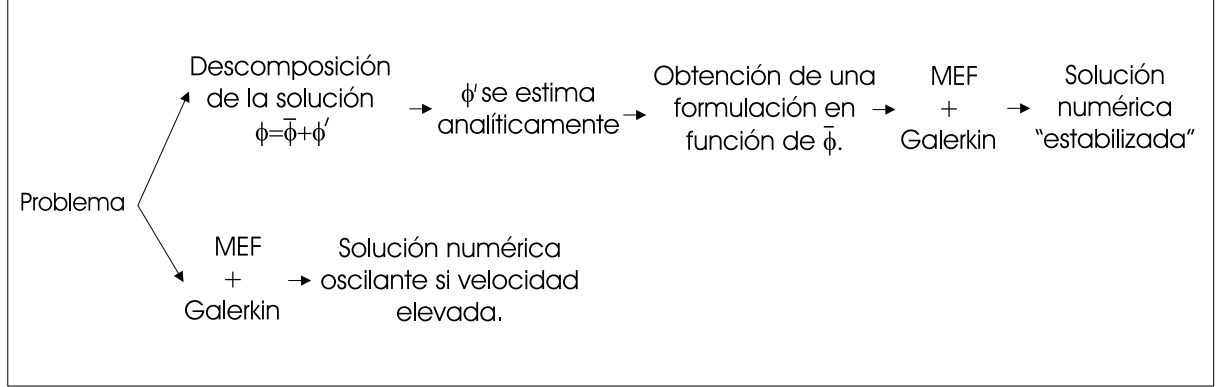 Problema
Descomposición
de la solución
ϕ=ϕ̅+ϕ′
ϕ′ se estima
analíticamente
Obtención de una
formulación en
función de ϕ̅.
MEF
+
Galerkin
Solución
numérica
“estabilizada”
MEF
+
Galerkin
Solución numérica
oscilante si velocidad
elevada.